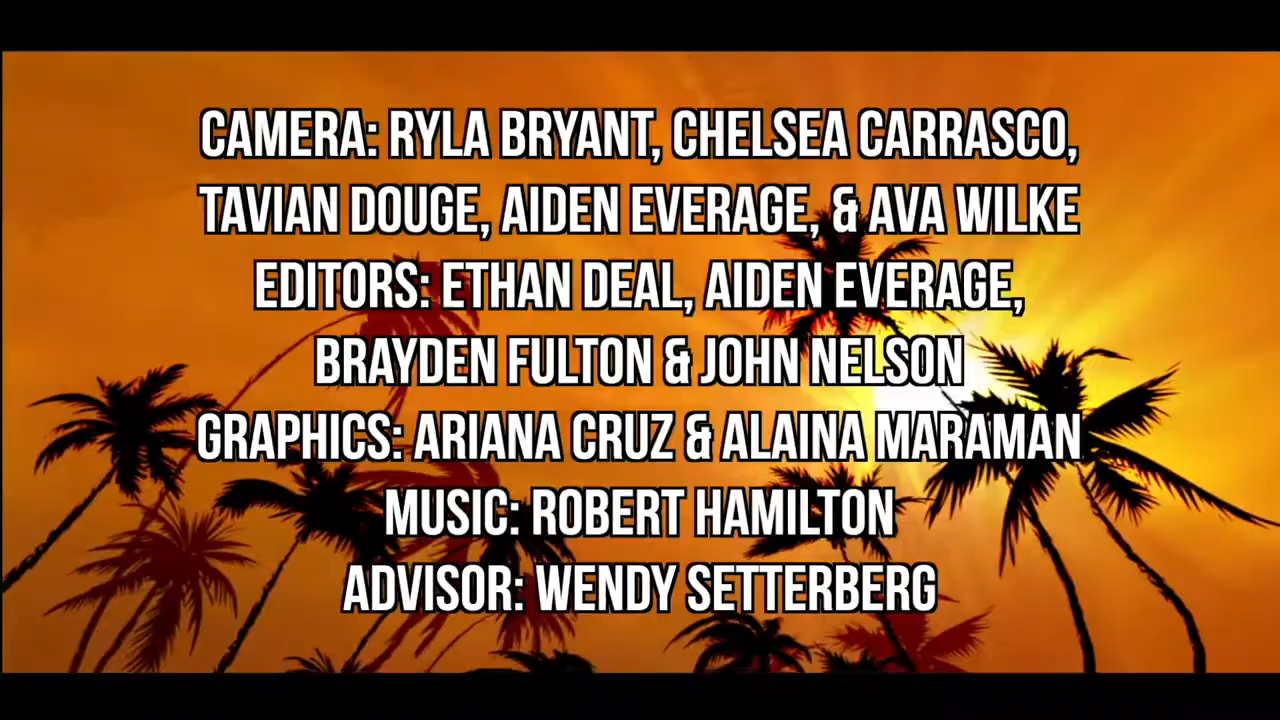 CAMERA: RYLA BRYANT, CHELSEA CARRASCO,
TAVIAN DOUGE, AIDEN EVERAGE, & AVA WILKE
EDITORS: ETHAN DEAL, AIDEN EVERAGE,
BRAYDEN FULTON & JOHN NELSON
GRAPHICS: ARIANA CRUZ & ALAINA MARAMAN
MUSIC: ROBERT HAMILTON
ADVISOR: WENDY SETTERBERG